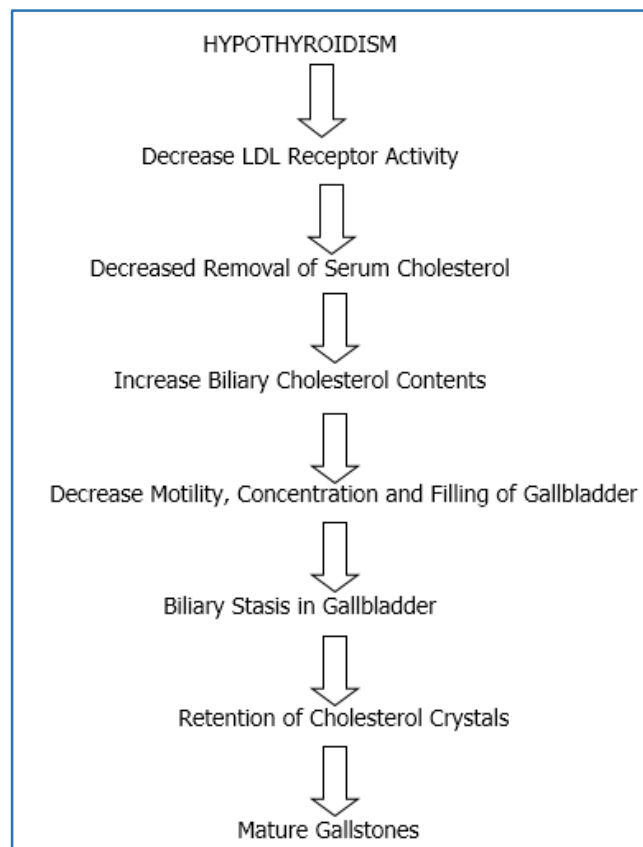 HYPOTHYROIDISM
Decrease LDL Receptor Activity
Decreased Removal of Serum Cholesterol
Increase Biliary Cholesterol Contents
Decrease Motility, Concentration and Filling of Gallbladder
Biliary Stasis in Gallbladder
Retention of Cholesterol Crystals
Mature Gallstones